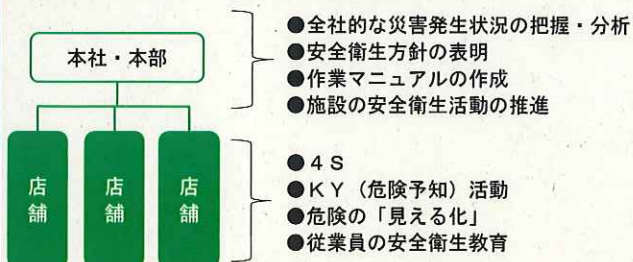 本社・本部
●全社的な災害発生状況の把握・分析
●安全衛生方針の表明
●作業マニュアルの作成
●施設の安全衛生活動の推進
店舗
店舗
店舗
●４Ｓ
●ＫＹ（危険予知）活動
●危険の「見える化」
●従業員の安全衛生教育